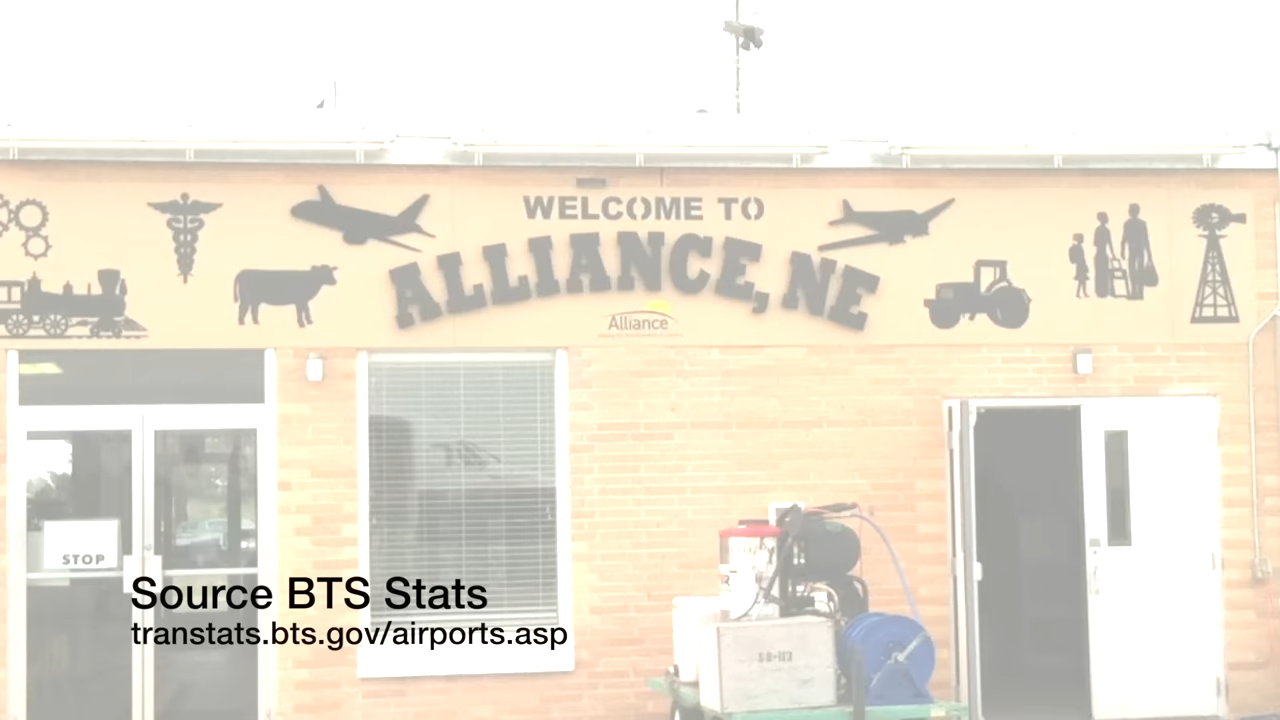 WELCOME TO
ALLIANCE, NE
Alliance
STOP
Source BTS Stats
transtats.bts.gov/airports.asp